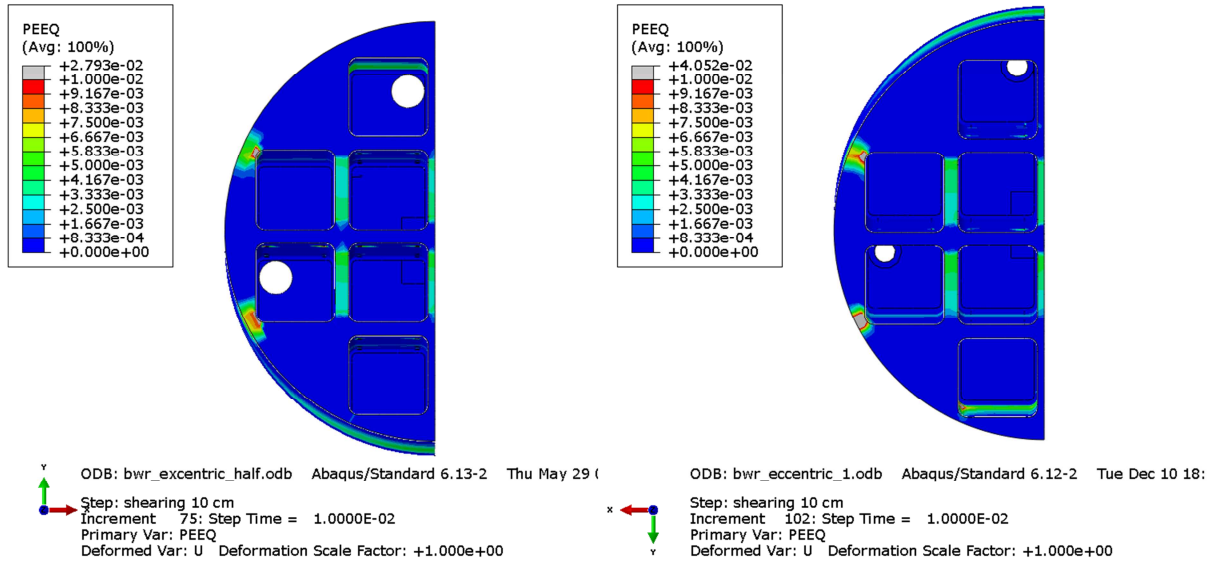 PEEQ
(Avg: 100%)
+2.793e-02
+1.000e-02
+9.167e-03
+8.333e-03
+7.500e-03
+6.667e-03
+5.833e-03
+5.000e-03
+4.167e-03
+3.333e-03
+2.500e-03
+1.667e-03
+8.333e-04
+0.000e+00
Y
X
ODB: bwr_excentric_half.odb Abaqus/Standard 6.13-2 Thu May 29
Step: shearing 10 cm
Increment 75: Step Time = 1.0000E-02
Primary Var: PEEQ
Deformed Var: U Deformation Scale Factor: +1.000e+00
PEEQ
(Avg: 100%)
+4.052e-02
+1.000e-02
+9.167e-03
+8.333e-03
+7.500e-03
+6.667e-03
+5.833e-03
+5.000e-03
+4.167e-03
+3.333e-03
+2.500e-03
+1.667e-03
+8.333e-04
+0.000e+00
X
Y
ODB: bwr_eccentric_1.odb Abaqus/Standard 6.12-2 Tue Dec 10 18:
Step: shearing 10 cm
Increment 102: Step Time = 1.0000E-02
Primary Var: PEEQ
Deformed Var: U Deformation Scale Factor: +1.000e+00